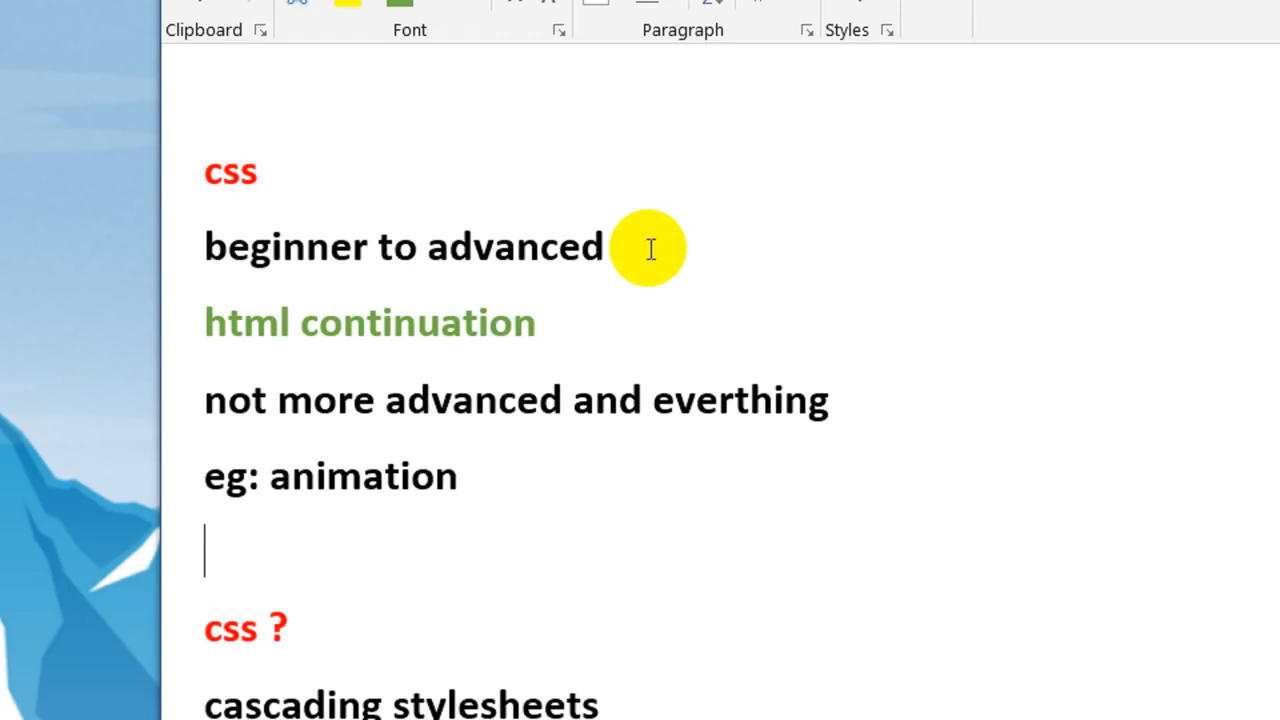 Clipboard Font Paragraph Styles
css
beginner to advanced
html continuation
not more advanced and everthing
eg: animation
css ?
cascading stylesheets